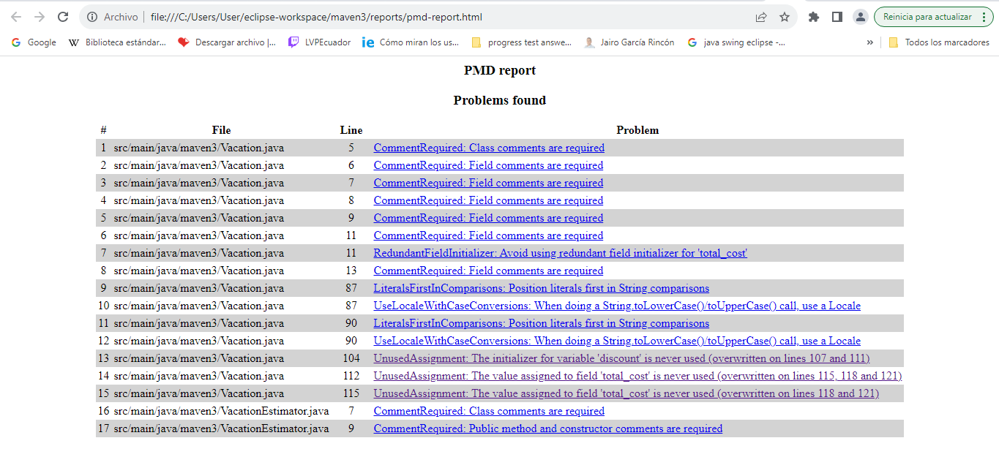 Archivo file:///C:/Users/User/eclipse-workspace/maven3/reports/pmd-report.html Reinicia para actualizar
Google Biblioteca estándar... Descargar archivo |... LVPEcuador Cómo miran los us... progress test answe... Jairo García Rincón java swing eclipse -... » Todos los marcadores
PMD report
Problems found
# File Line Problem
1 src/main/java/maven3/Vacation.java 5 CommentRequired: Class comments are required
2 src/main/java/maven3/Vacation.java 6 CommentRequired: Field comments are required
3 src/main/java/maven3/Vacation.java 7 CommentRequired: Field comments are required
4 src/main/java/maven3/Vacation.java 8 CommentRequired: Field comments are required
5 src/main/java/maven3/Vacation.java 9 CommentRequired: Field comments are required
6 src/main/java/maven3/Vacation.java 11 CommentRequired: Field comments are required
7 src/main/java/maven3/Vacation.java 11 RedundantFieldInitializer: Avoid using redundant field initializer for 'total_cost'
8 src/main/java/maven3/Vacation.java 13 CommentRequired: Field comments are required
9 src/main/java/maven3/Vacation.java 87 LiteralsFirstInComparisons: Position literals first in String comparisons
10 src/main/java/maven3/Vacation.java 87 UseLocaleWithCaseConversions: When doing a String.toLowerCase()/toUpperCase() call, use a Locale
11 src/main/java/maven3/Vacation.java 90 LiteralsFirstInComparisons: Position literals first in String comparisons
12 src/main/java/maven3/Vacation.java 90 UseLocaleWithCaseConversions: When doing a String.toLowerCase()/toUpperCase() call, use a Locale
13 src/main/java/maven3/Vacation.java 104 UnusedAssignment: The initializer for variable 'discount' is never used (overwritten on lines 107 and 111)
14 src/main/java/maven3/Vacation.java 112 UnusedAssignment: The value assigned to field 'total_cost' is never used (overwritten on lines 115, 118 and 121)
15 src/main/java/maven3/Vacation.java 115 UnusedAssignment: The value assigned to field 'total_cost' is never used (overwritten on lines 118 and 121)
16 src/main/java/maven3/VacationEstimator.java 7 CommentRequired: Class comments are required
17 src/main/java/maven3/VacationEstimator.java 9 CommentRequired: Public method and constructor comments are required